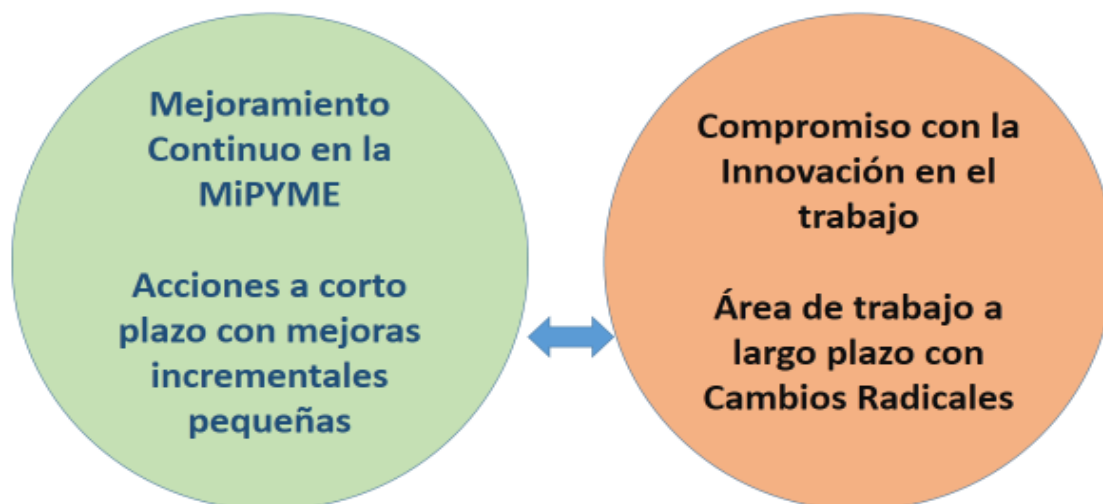 Mejoramiento
Continuo en la
MiPYME
Acciones a corto
plazo con mejoras
incrementales
pequeñas
Compromiso con la
Innovación en el
trabajo
Área de trabajo a
largo plazo con
Cambios Radicales